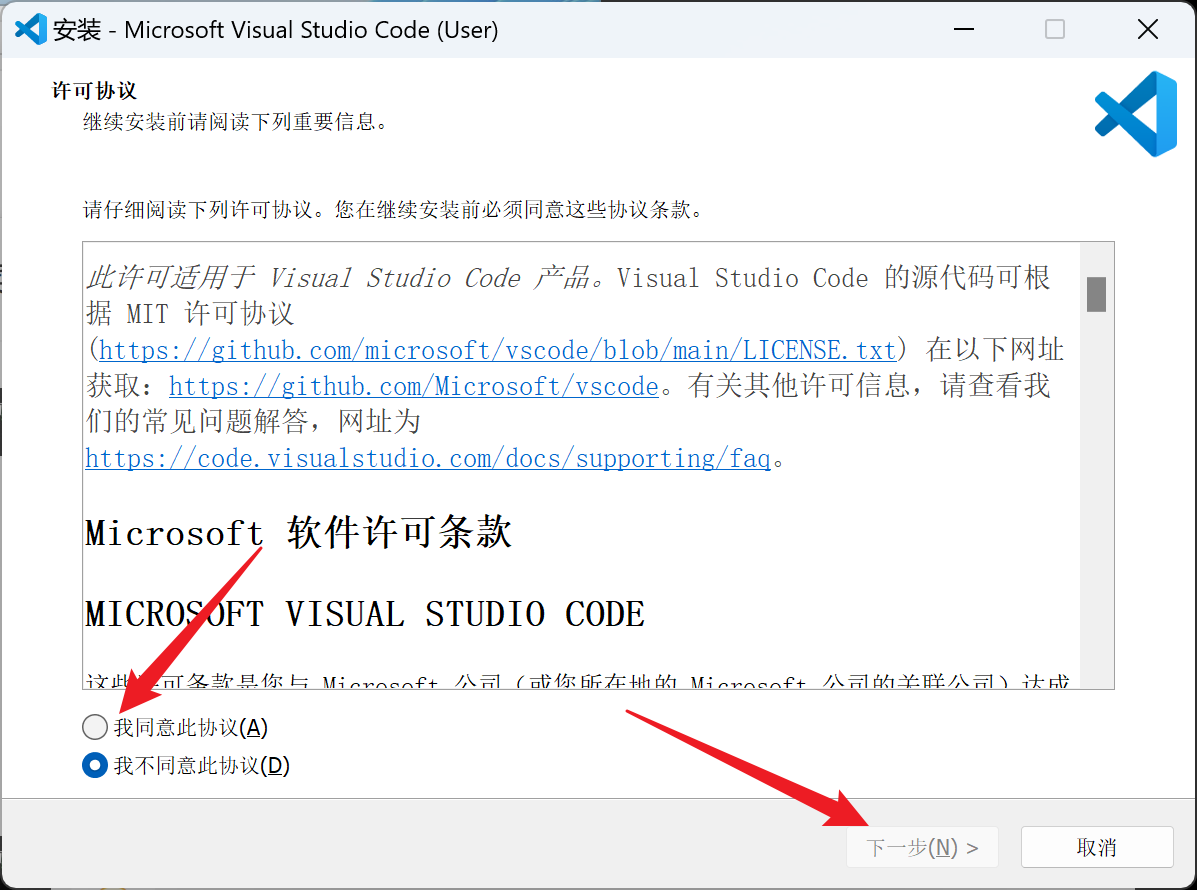 安装 - Microsoft Visual Studio Code (User)
许可协议
继续安装前请阅读下列重要信息。
请仔细阅读下列许可协议。您在继续安装前必须同意这些协议条款。
此许可适用于 Visual Studio Code 产品。Visual Studio Code 的源代码可根
据 MIT 许可协议
(https://github.com/microsoft/vscode/blob/main/LICENSE.txt) 在以下网址
获取：https://github.com/Microsoft/vscode。有关其他许可信息，请查看我
们的常见问题解答，网址为
https://code.visualstudio.com/docs/supporting/faq。
Microsoft 软件许可条款
MICROSOFT VISUAL STUDIO CODE
这些许可条款是您与 Microsoft 公司（或您所在地的 Microsoft 公司的关联公司）达成
我同意此协议(A)
我不同意此协议(D)
下一步(N) >
取消